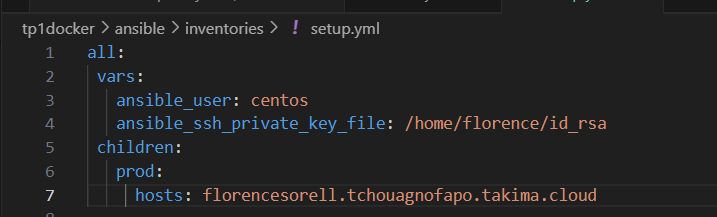 tp1docker > ansible > inventories > ! setup.yml
1 all:
2 vars:
3 ansible_user: centos
4 ansible_ssh_private_key_file: /home/florence/id_rsa
5 children:
6 prod:
7 hosts: florencesorell.tchouagnofapo.takima.cloud
8